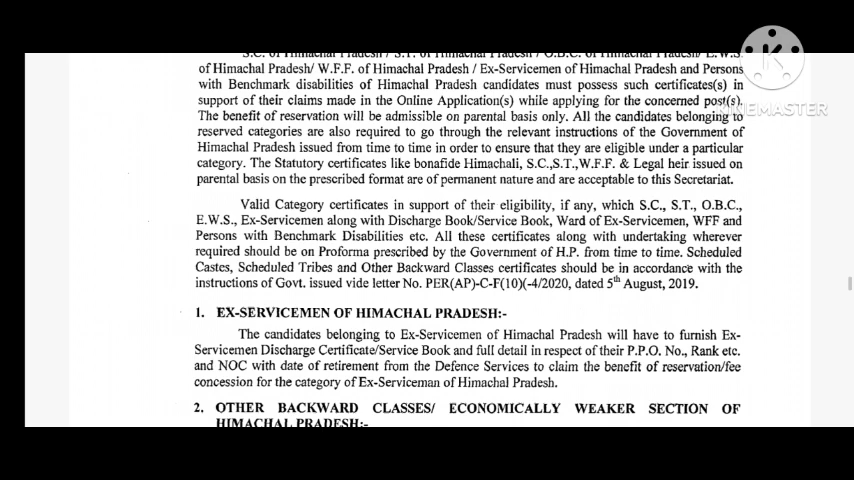 S.C. of Himachal Pradesh / S.T. of Himachal Pradesh / O.B.C. of Himachal Pradesh/ E.W.S
of Himachal Pradesh/ W.F.F. of Himachal Pradesh / Ex-Servicemen of Himachal Pradesh and Persons
with Benchmark disabilities of Himachal Pradesh candidates must possess such certificates(s) in
support of their claims made in the Online Application(s) while applying for the concerned post(s).
The benefit of reservation will be admissible on parental basis only. All the candidates belonging to
reserved categories are also required to go through the relevant instructions of the Government of
Himachal Pradesh issued from time to time in order to ensure that they are eligible under a particular
category. The Statutory certificates like bonafide Himachali, S.C.,S.T.,W.F.F. & Legal heir issued on
parental basis on the prescribed format are of permanent nature and are acceptable to this Secretariat.
Valid Category certificates in support of their eligibility, if any, which S.C., S.T., O.B.C.,
E.W.S., Ex-Servicemen along with Discharge Book/Service Book, Ward of Ex-Servicemen, WFF and
Persons with Benchmark Disabilities etc. All these certificates along with undertaking wherever
required should be on Proforma prescribed by the Government of H.P. from time to time. Scheduled
Castes, Scheduled Tribes and Other Backward Classes certificates should be in accordance with the
instructions of Govt. issued vide letter No. PER(AP)-C-F(10)(-4/2020, dated 5th August, 2019.
1. EX-SERVICEMEN OF HIMACHAL PRADESH:-
The candidates belonging to Ex-Servicemen of Himachal Pradesh will have to furnish Ex-
Servicemen Discharge Certificate/Service Book and full detail in respect of their P.P.O. No., Rank etc.
and NOC with date of retirement from the Defence Services to claim the benefit of reservation/fee
concession for the category of Ex-Serviceman of Himachal Pradesh.
2. OTHER BACKWARD CLASSES/ ECONOMICALLY WEAKER SECTION OF
HIMACHAL PRADESH:-
KINEMASTER